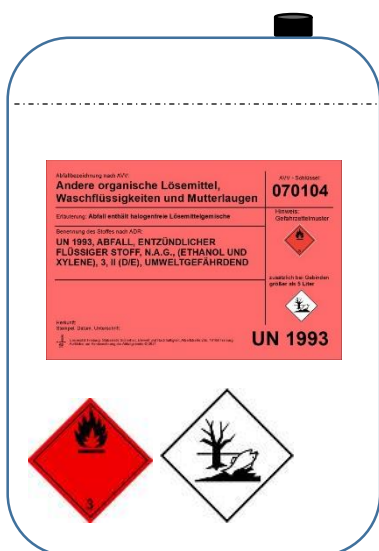 Abfallbezeichnung nach AVV:
Andere organische Lösemittel,
Waschflüssigkeiten und Mutterlaugen
AVV - Schlüssel:
070104
Erläuterung: Abfall enthält halogenfreie Lösemittelgemische
Hinweis:
Gefahrzettelmuster
Benennung des Stoffes nach ADR:
UN 1993, ABFALL, ENTZÜNDLICHER
FLÜSSIGER STOFF, N.A.G., (ETHANOL UND
XYLENE), 3, II (D/E), UMWELTGEFÄHRDEND
zusätzlich bei Gebinden
größer als 5 Liter
Herkunft:
Stempel, Datum, Unterschrift:
UN 1993
3